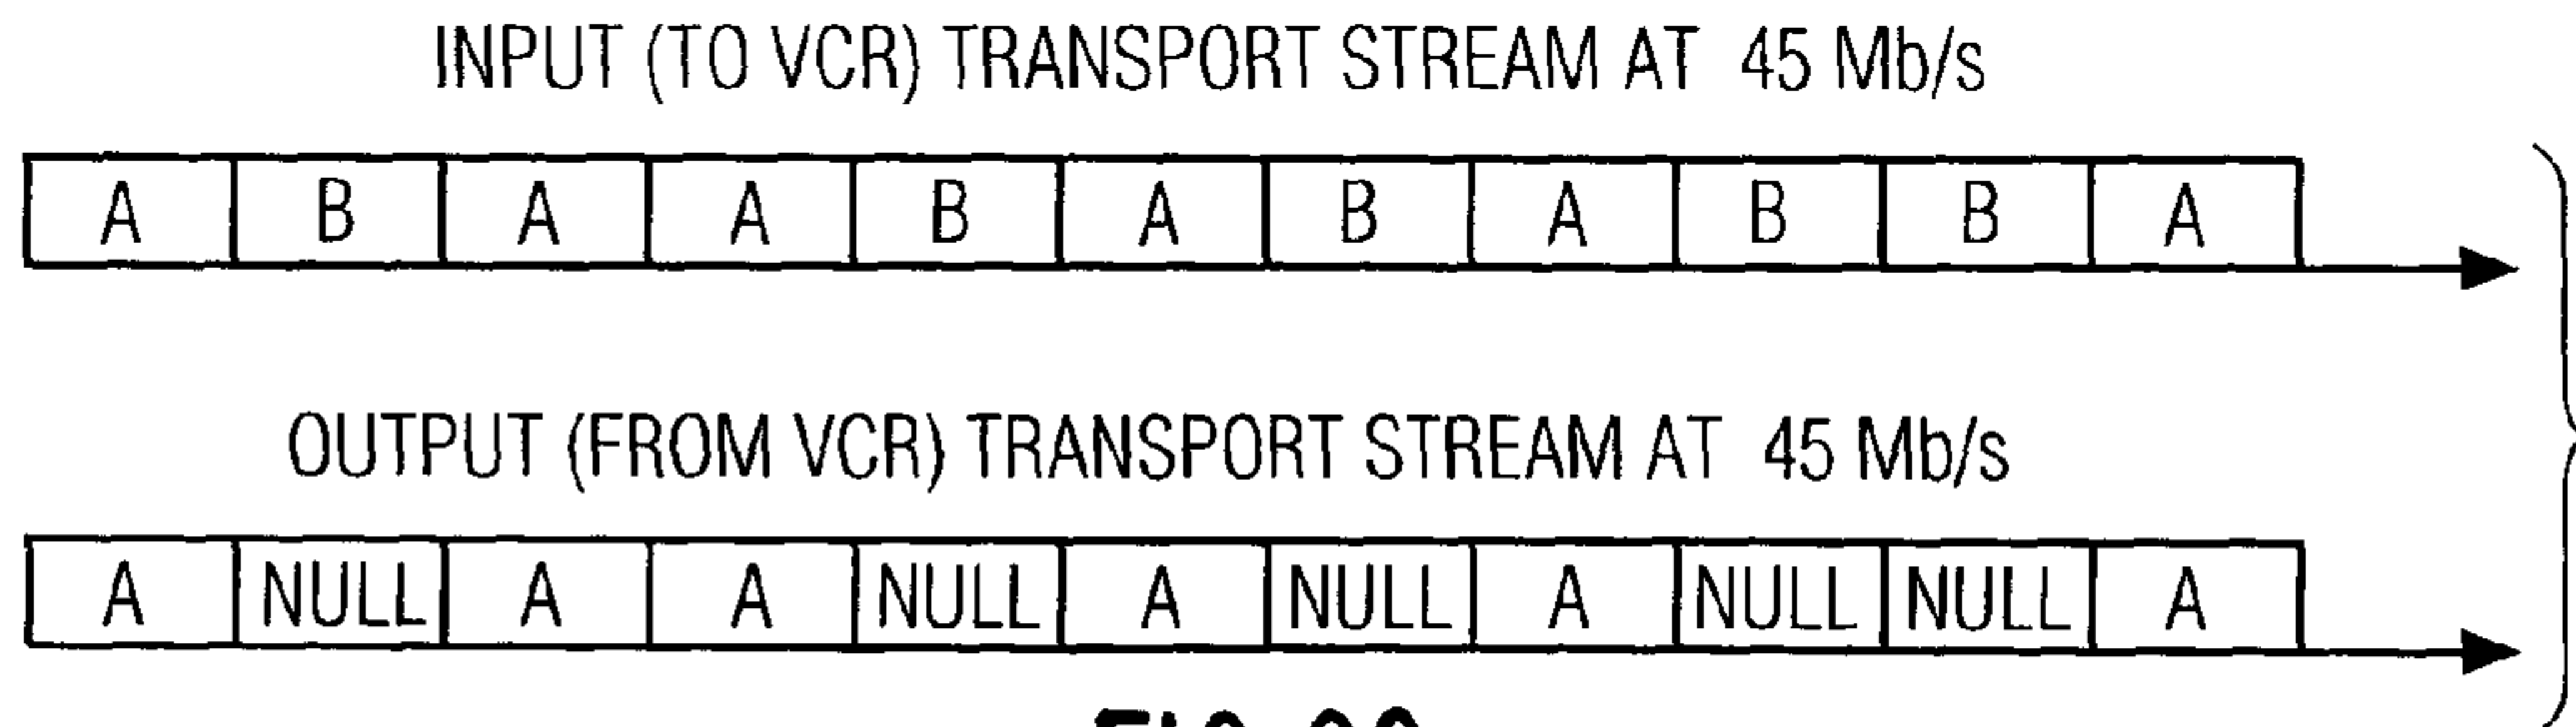 INPUT (TO VCR) TRANSPORT STREAM AT 45 Mb/s
A B A A B A B A B B A
OUTPUT (FROM VCR) TRANSPORT STREAM AT 45 Mb/s
A NULL A A NULL A NULL A NULL NULL A